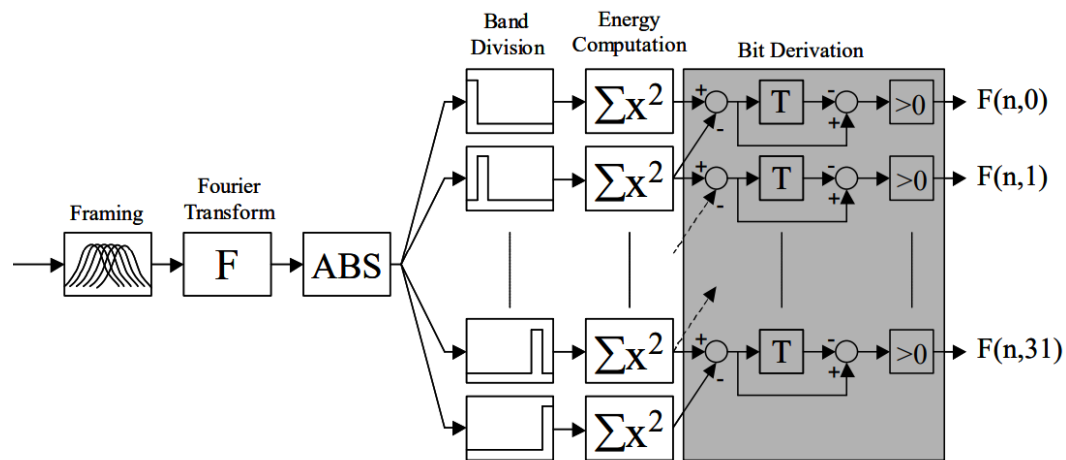 Band
Division
Energy
Computation
Bit Derivation
∑x²
+
-
T
-
+
>0
F(n,0)
∑x²
+
-
T
-
+
>0
F(n,1)
Framing
Fourier
Transform
F
ABS
∑x²
+
-
T
-
+
>0
F(n,31)
∑x²